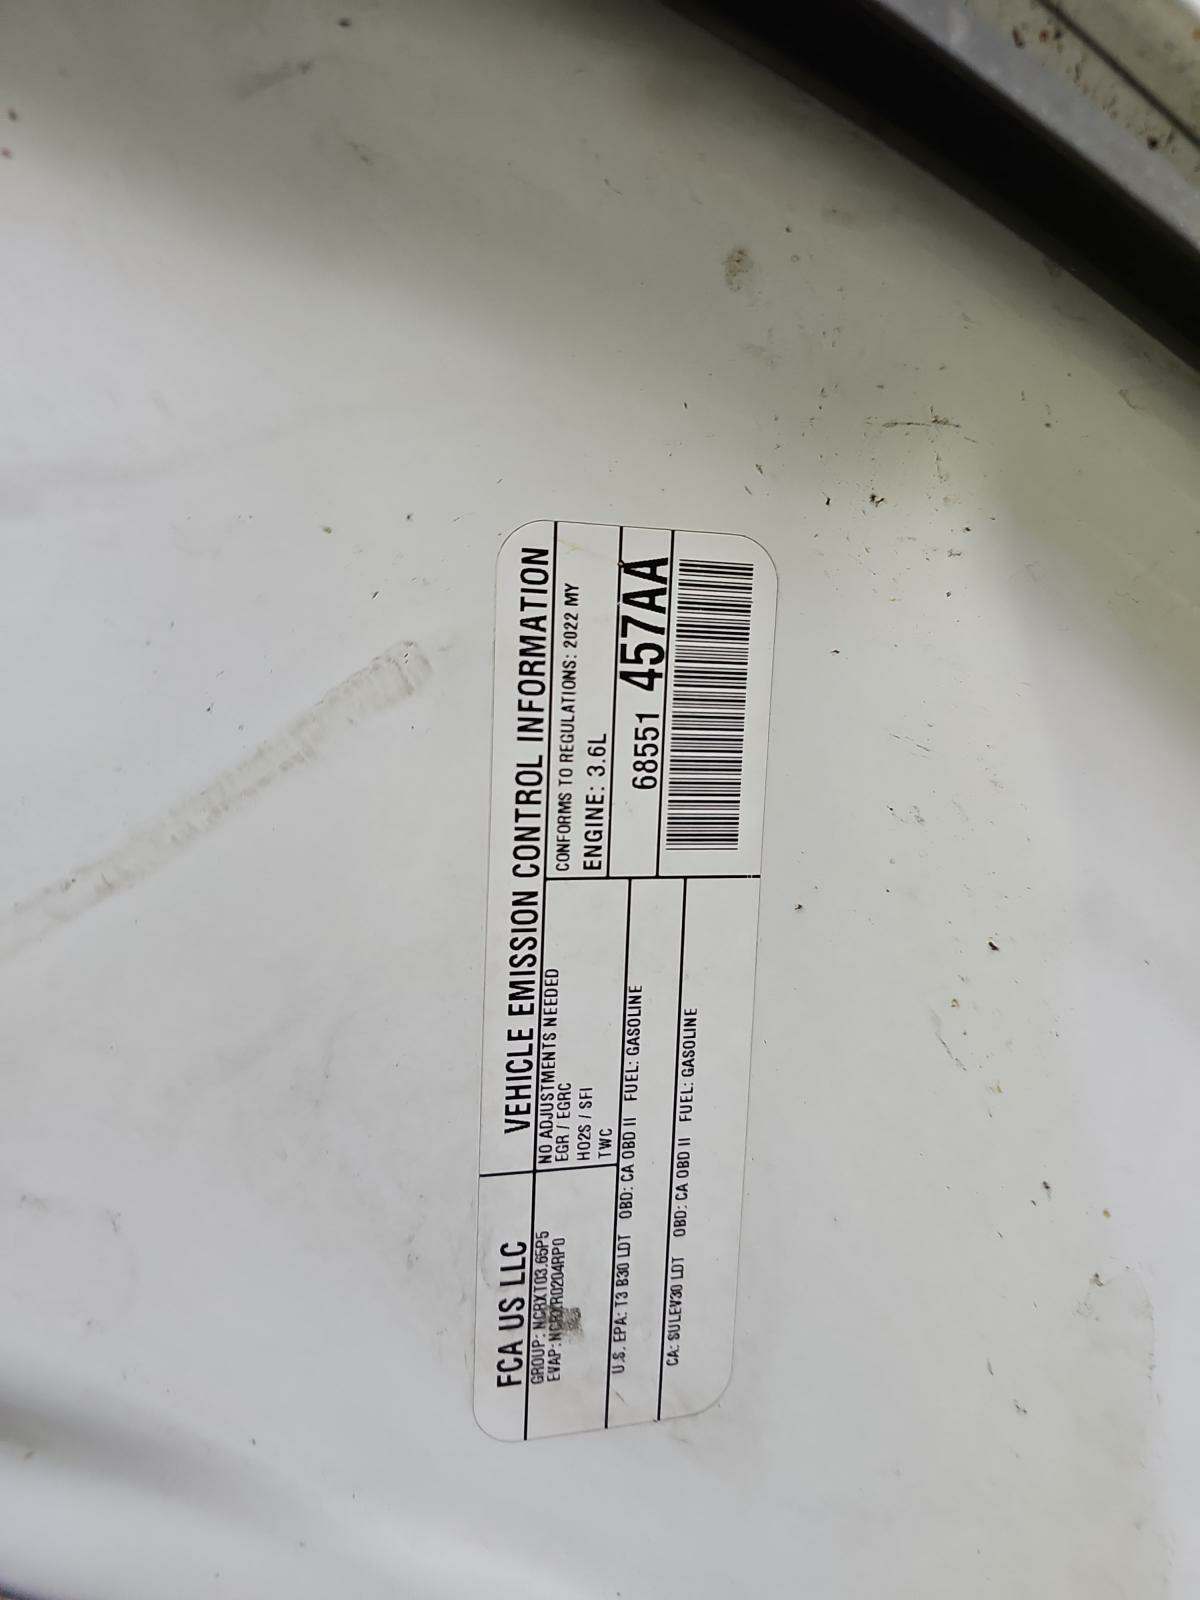 FCA US LLC VEHICLE EMISSION CONTROL INFORMATION
GROUP: NCRXT03.65P5
EVAP: NCRXR0204RP0
NO ADJUSTMENTS NEEDED
EGR / EGRC
HO2S / SFI
TWC
CONFORMS TO REGULATIONS: 2022 MY
ENGINE: 3.6L
U.S. EPA: T3 B30 LDT OBD: CA OBD II FUEL: GASOLINE
CA: SULEV30 LDT OBD: CA OBD II FUEL: GASOLINE
68551 457AA